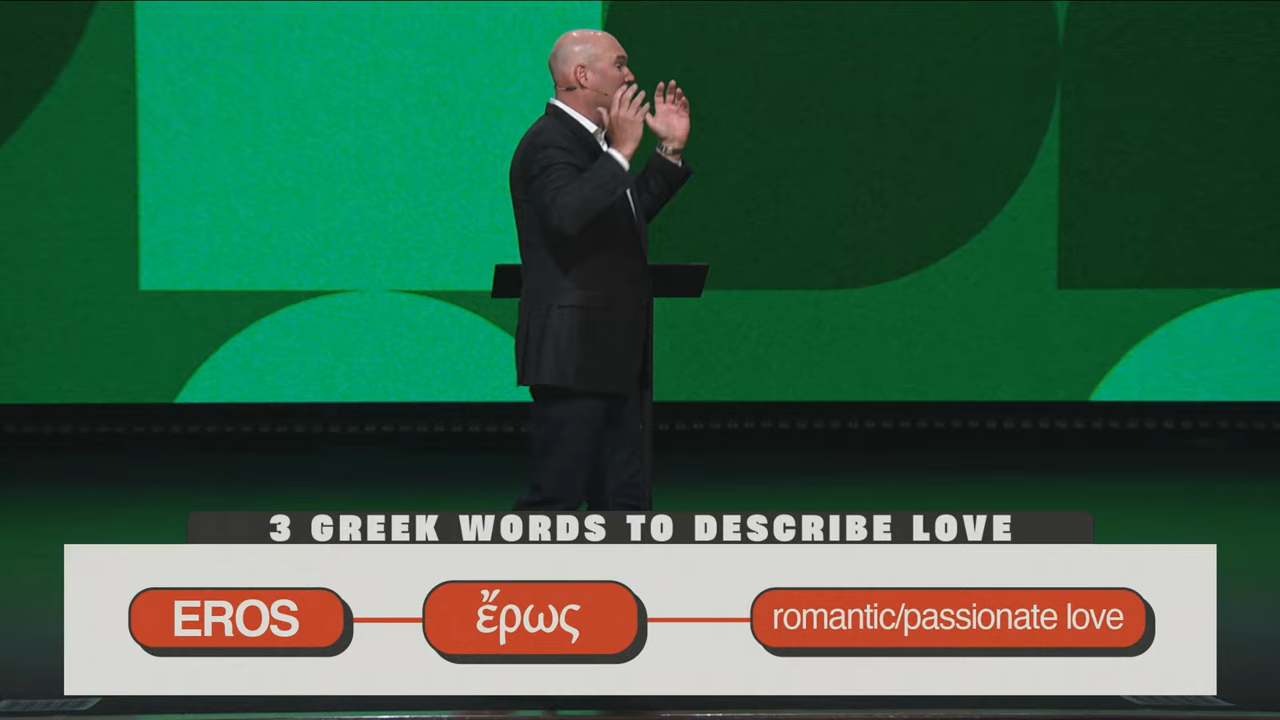 3 GREEK WORDS TO DESCRIBE LOVE
EROS
ἔρως
romantic/passionate love